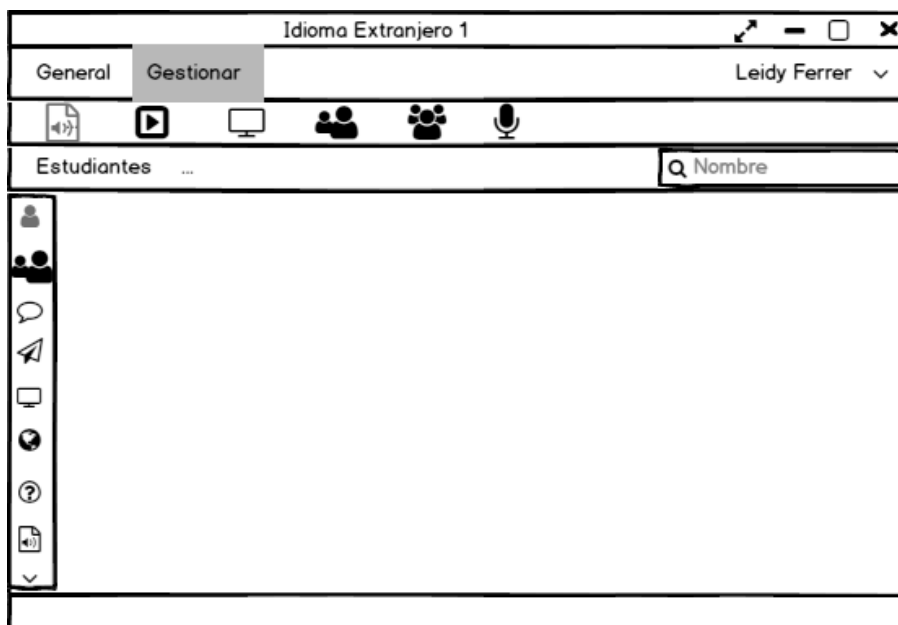 Idioma Extranjero 1
General Gestionar Leidy Ferrer
Estudiantes ... Nombre